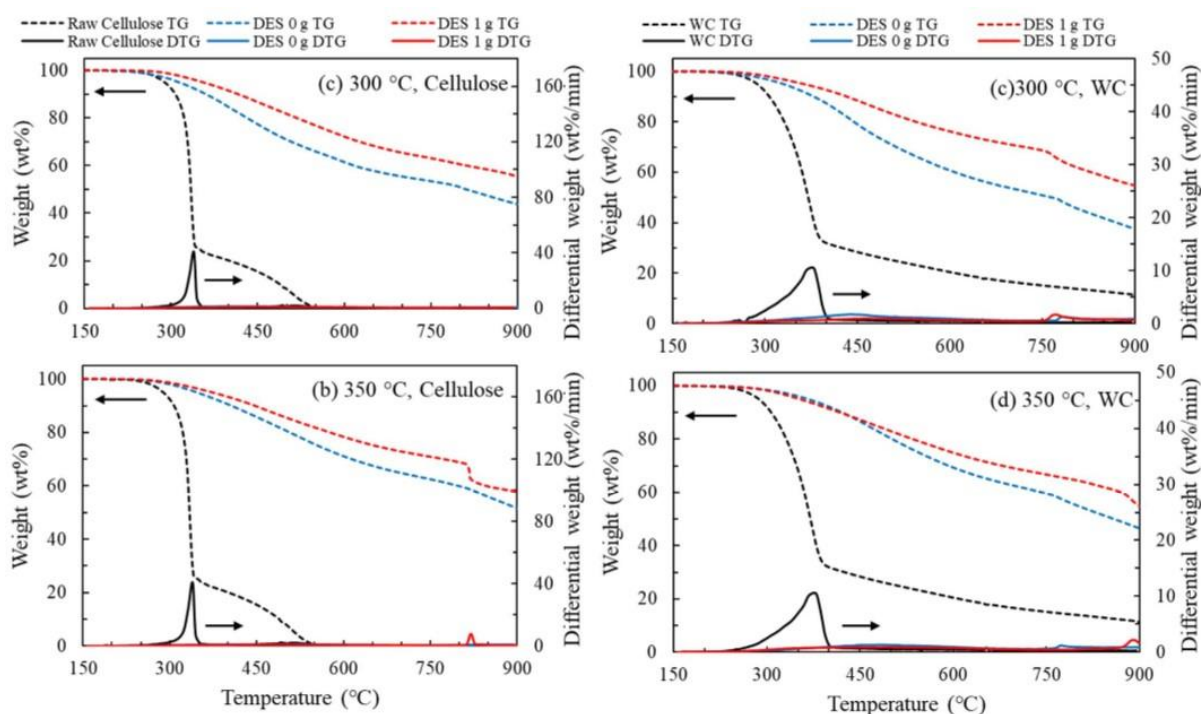 Raw Cellulose TG DES 0 g TG DES 1 g TG
Raw Cellulose DTG DES 0 g DTG DES 1 g DTG
WC TG DES 0 g TG DES 1 g TG
WC DTG DES 0 g DTG DES 1 g DTG
(c) 300 °C, Cellulose
Weight (wt%)
100
80
60
40
20
0
160
120
80
40
0
Differential weight (wt%/min)
150 300 450 600 750 900
(c)300 °C, WC
Weight (wt%)
100
80
60
40
20
0
50
40
30
20
10
0
Differential weight (wt%/min)
150 300 450 600 750 900
(b) 350 °C, Cellulose
Weight (wt%)
100
80
60
40
20
0
160
120
80
40
0
Differential weight (wt%/min)
150 300 450 600 750 900
Temperature (°C)
(d) 350 °C, WC
Weight (wt%)
100
80
60
40
20
0
50
40
30
20
10
0
Differential weight (wt%/min)
150 300 450 600 750 900
Temperature (°C)